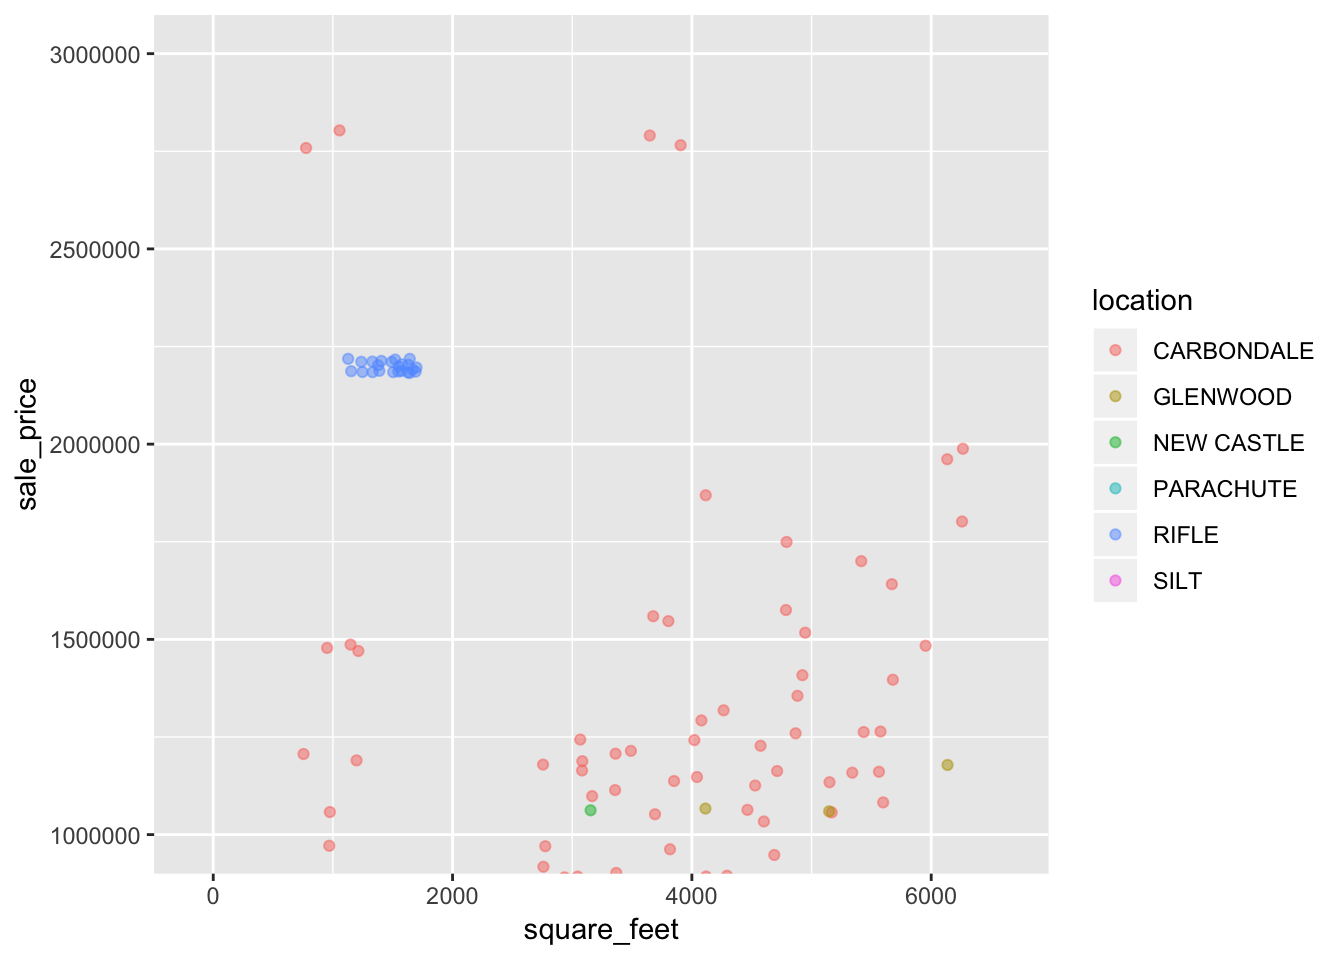 3000000
2500000
2000000
1500000
1000000
sale_price
0 2000 4000 6000
square_feet
location
CARBONDALE
GLENWOOD
NEW CASTLE
PARACHUTE
RIFLE
SILT